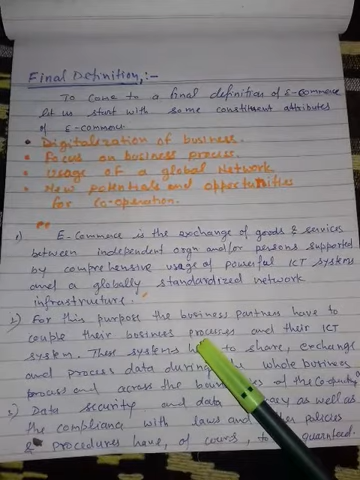 Final Definition,:-
To come to a final definition of E-Commerce
let us start with some constituent attributes
of E-commerce
• Digitalization of business.
• Focus on business process.
• Usage of a global Network
• New potentials and opportunities
for Co-operation.
1) E-Commerce is the exchange of goods & services
between independent orgn and/or persons supported
by comprehensive usage of powerful ICT systems
and a globally standardized network
infrastructure.
2) For this purpose the business partners have to
couple their business processes and their ICT
system. These systems to share, exchange
and process data during whole business
process and across the of the
3) Data security and data as well as
the compliance with laws and policies
& procedures have, of cours, to